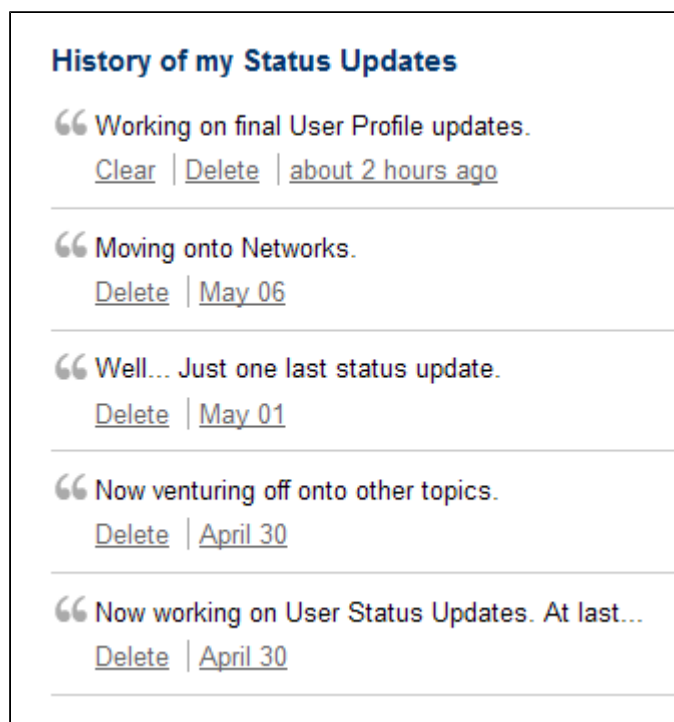 History of my Status Updates
Working on final User Profile updates.
Clear | Delete | about 2 hours ago
Moving onto Networks.
Delete | May 06
Well... Just one last status update.
Delete | May 01
Now venturing off onto other topics.
Delete | April 30
Now working on User Status Updates. At last...
Delete | April 30